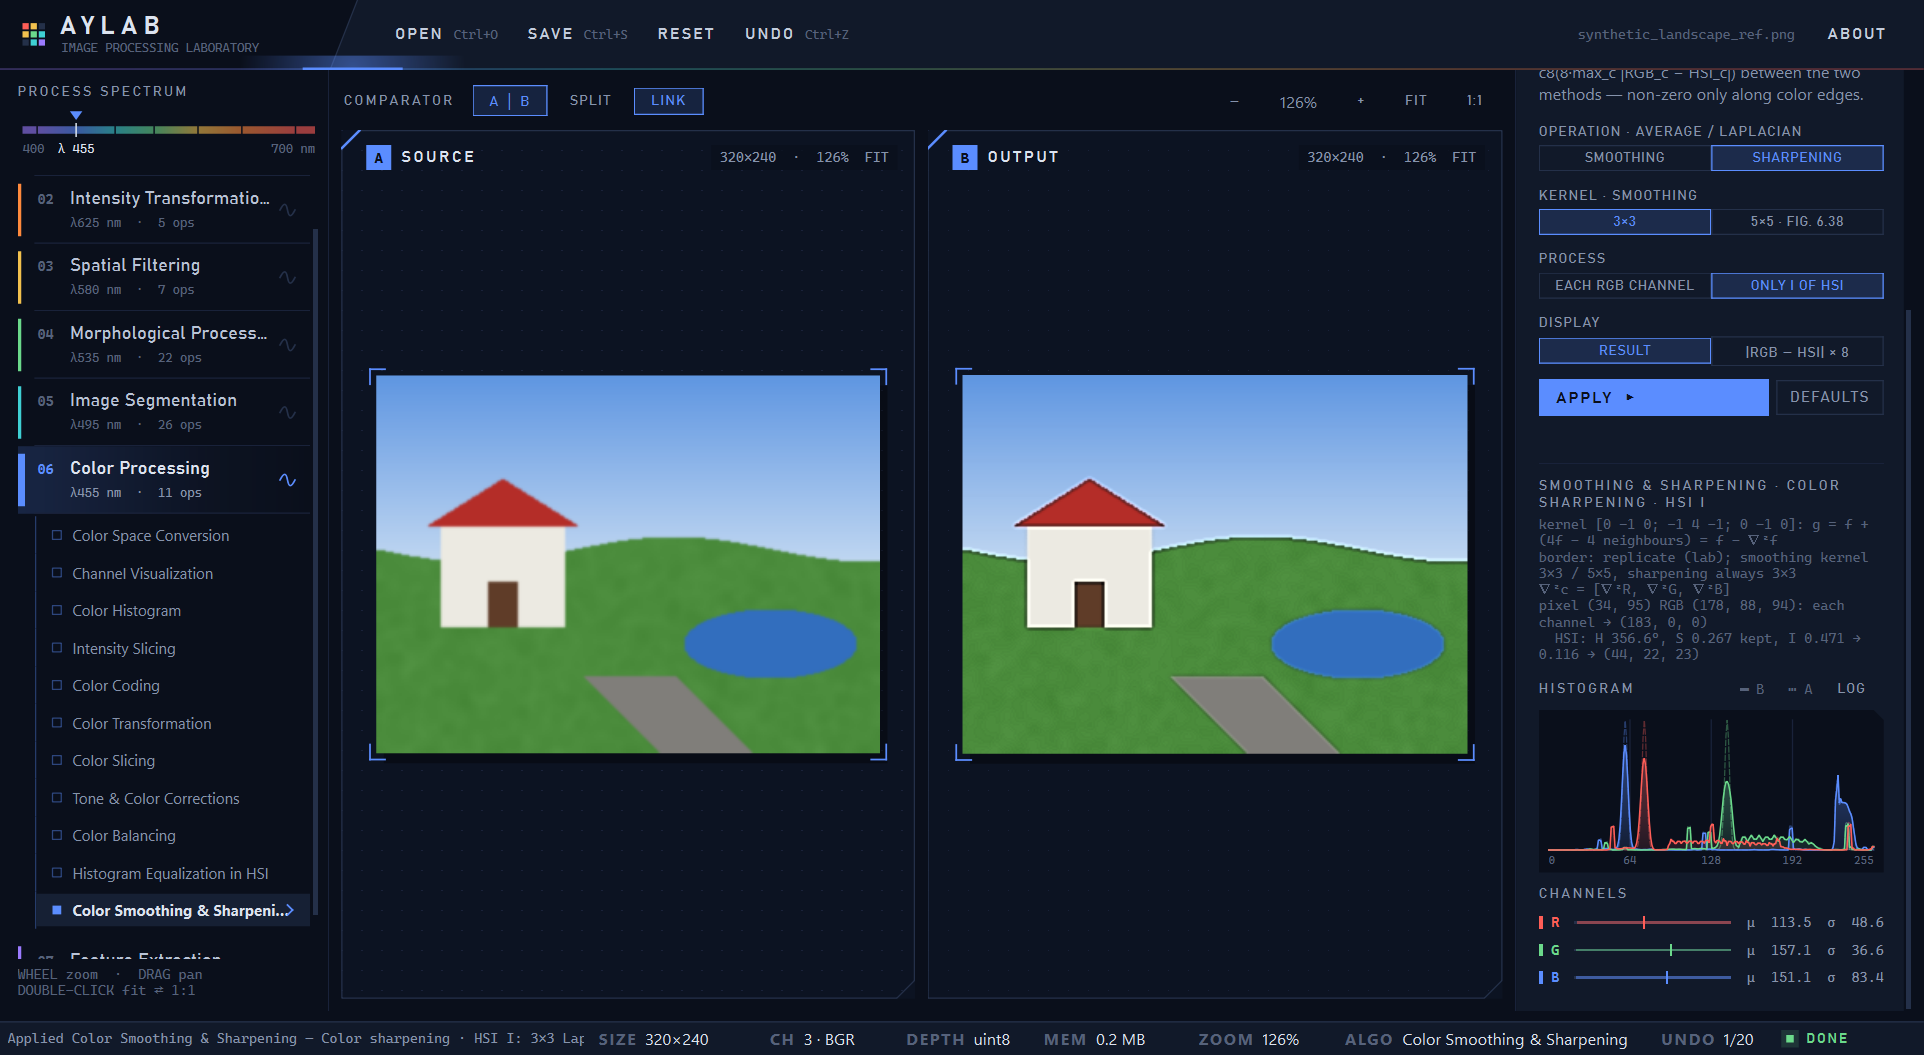 AYLAB
IMAGE PROCESSING LABORATORY
OPEN Ctrl+O SAVE Ctrl+S RESET UNDO Ctrl+Z
synthetic_landscape_ref.png ABOUT
PROCESS SPECTRUM
400 λ 455 700 nm
02 Intensity Transformatio...
λ625 nm · 5 ops
03 Spatial Filtering
λ580 nm · 7 ops
04 Morphological Process...
λ535 nm · 22 ops
05 Image Segmentation
λ495 nm · 26 ops
06 Color Processing
λ455 nm · 11 ops
Color Space Conversion
Channel Visualization
Color Histogram
Intensity Slicing
Color Coding
Color Transformation
Color Slicing
Tone & Color Corrections
Color Balancing
Histogram Equalization in HSI
Color Smoothing & Sharpeni...
07 Feature Extraction
WHEEL zoom · DRAG pan
DOUBLE-CLICK fit ⇄ 1:1
COMPARATOR A | B SPLIT LINK
− 126% + FIT 1:1
A SOURCE 320×240 · 126% FIT
B OUTPUT 320×240 · 126% FIT
c8(8·max_c |RGB_c − HSI_c|) between the two
methods — non-zero only along color edges.
OPERATION · AVERAGE / LAPLACIAN
SMOOTHING SHARPENING
KERNEL · SMOOTHING
3×3 5×5 · FIG. 6.38
PROCESS
EACH RGB CHANNEL ONLY I OF HSI
DISPLAY
RESULT |RGB − HSI| × 8
APPLY ▸ DEFAULTS
SMOOTHING & SHARPENING · COLOR
SHARPENING · HSI I
kernel [0 −1 0; −1 4 −1; 0 −1 0]: g = f +
(4f − 4 neighbours) = f − ∇²f
border: replicate (lab); smoothing kernel
3×3 / 5×5, sharpening always 3×3
∇²c = [∇²R, ∇²G, ∇²B]
pixel (34, 95) RGB (178, 88, 94): each
channel → (183, 0, 0)
HSI: H 356.6°, S 0.267 kept, I 0.471 →
0.116 → (44, 22, 23)
HISTOGRAM B A LOG
0 64 128 192 255
CHANNELS
R μ 113.5 σ 48.6
G μ 157.1 σ 36.6
B μ 151.1 σ 83.4
Applied Color Smoothing & Sharpening — Color sharpening · HSI I: 3×3 Lap SIZE 320×240 CH 3 · BGR DEPTH uint8 MEM 0.2 MB ZOOM 126% ALGO Color Smoothing & Sharpening UNDO 1/20 DONE